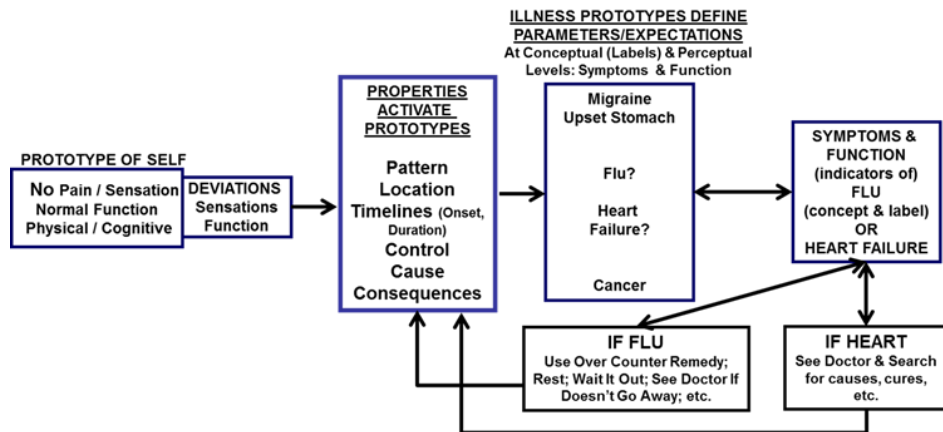 ILLNESS PROTOTYPES DEFINE
PARAMETERS/EXPECTATIONS
At Conceptual (Labels) & Perceptual
Levels: Symptoms & Function
PROTOTYPE OF SELF
No Pain / Sensation
Normal Function
Physical / Cognitive
DEVIATIONS
Sensations
Function
PROPERTIES
ACTIVATE
PROTOTYPES
Pattern
Location
Timelines (Onset,
Duration)
Control
Cause
Consequences
Migraine
Upset Stomach
Flu?
Heart
Failure?
Cancer
SYMPTOMS &
FUNCTION
(indicators of)
FLU
(concept & label)
OR
HEART FAILURE
IF FLU
Use Over Counter Remedy;
Rest; Wait It Out; See Doctor If
Doesn't Go Away; etc.
IF HEART
See Doctor & Search
for causes, cures,
etc.